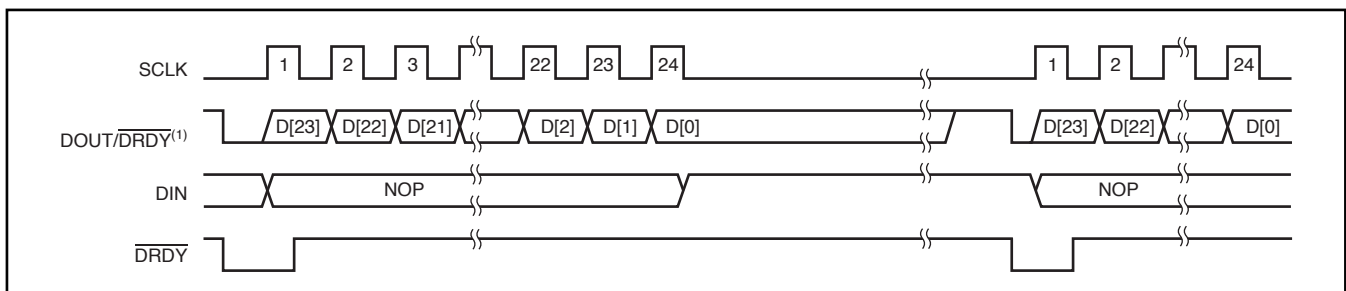 SCLK 1 2 3 22 23 24 1 2 24
DOUT/DRDY(1) D[23] D[22] D[21] D[2] D[1] D[0] D[23] D[22] D[0]
DIN NOP NOP
DRDY